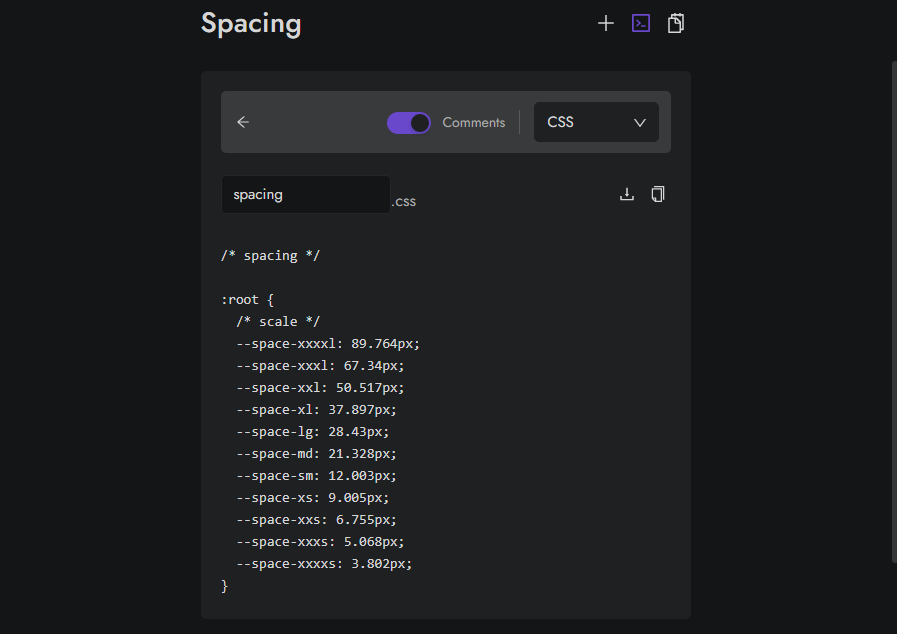 Spacing
Comments
CSS
spacing
.css
/* spacing */
:root {
/* scale */
--space-xxxxl: 89.764px;
--space-xxxl: 67.34px;
--space-xxl: 50.517px;
--space-xl: 37.897px;
--space-lg: 28.43px;
--space-md: 21.328px;
--space-sm: 12.003px;
--space-xs: 9.005px;
--space-xxs: 6.755px;
--space-xxxs: 5.068px;
--space-xxxxs: 3.802px;
}